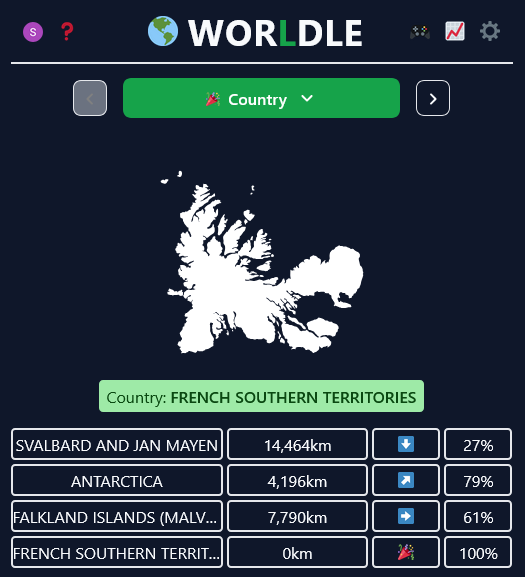 S ? WORLDLE
Country
Country: FRENCH SOUTHERN TERRITORIES
SVALBARD AND JAN MAYEN 14,464km 27%
ANTARCTICA 4,196km 79%
FALKLAND ISLANDS (MALV... 7,790km 61%
FRENCH SOUTHERN TERRIT... 0km 100%